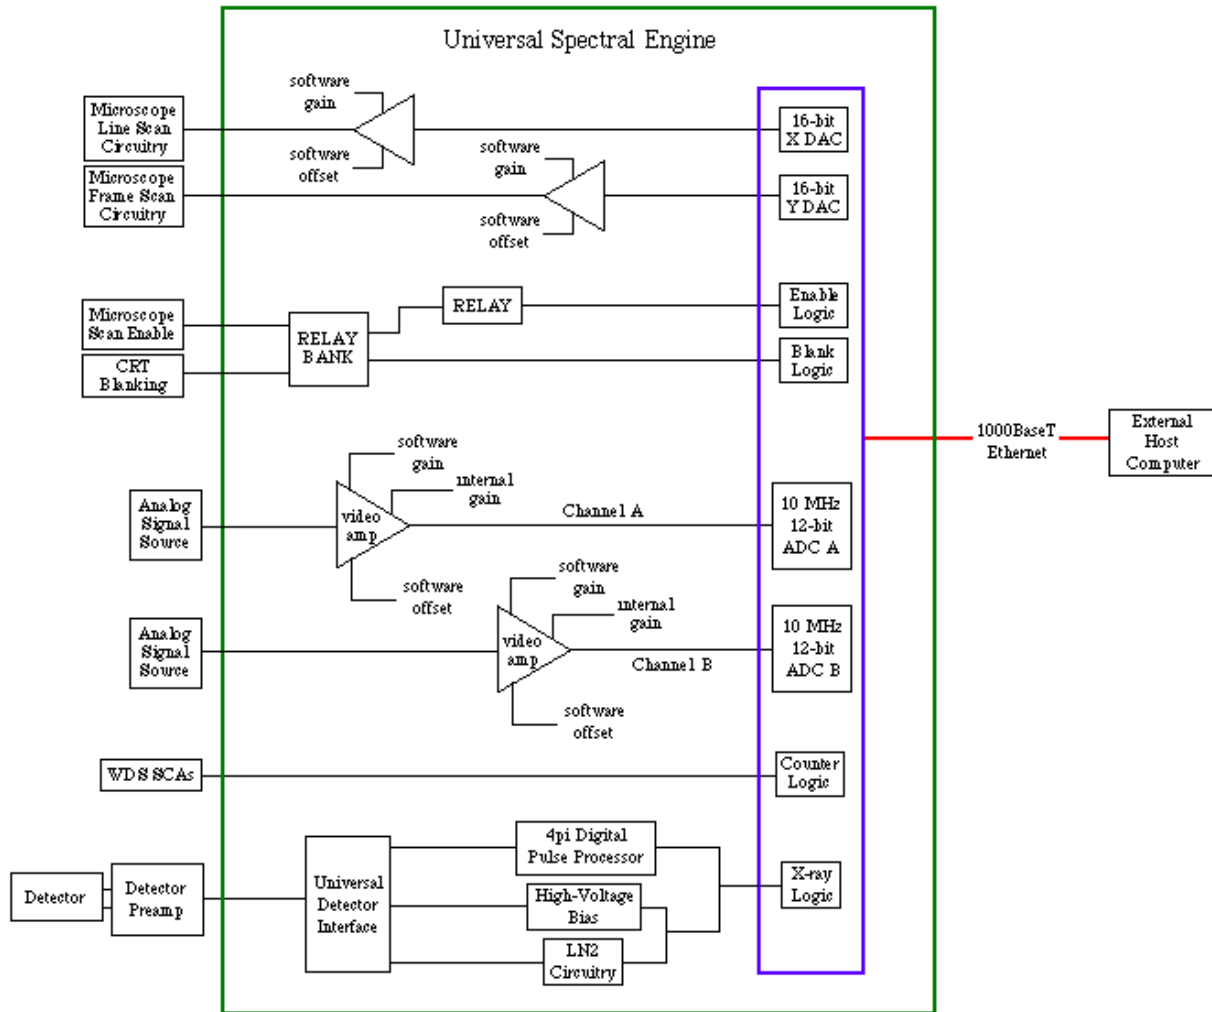 Universal Spectral Engine
software
gain
Microscope
Line Scan
Circuitry
software
offset
16-bit
X DAC
software
gain
Microscope
Frame Scan
Circuitry
software
offset
16-bit
Y DAC
Microscope
Scan Enable
RELAY
BANK
RELAY
Enable
Logic
CRT
Blanking
Blank
Logic
1000BaseT
Ethernet
External
Host
Computer
software
gain
internal
gain
Analog
Signal
Source
video
amp
Channel A
10 MHz
12-bit
ADC A
software
offset
software
gain
internal
gain
Analog
Signal
Source
video
amp
Channel B
10 MHz
12-bit
ADC B
software
offset
WDS SCAs
Counter
Logic
Detector
Detector
Preamp
Universal
Detector
Interface
4pi Digital
Pulse Processor
High-Voltage
Bias
LN2
Circuitry
X-ray
Logic